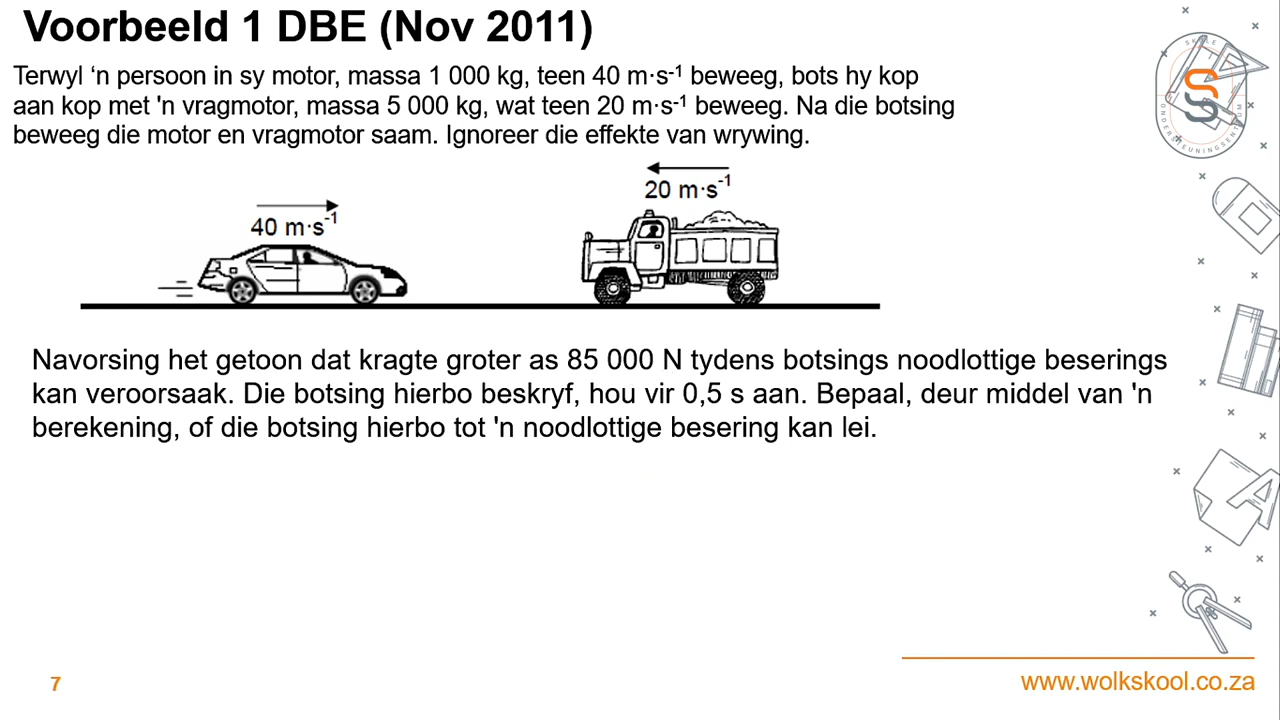 Voorbeeld 1 DBE (Nov 2011)
Terwyl ‘n persoon in sy motor, massa 1 000 kg, teen 40 m·s⁻¹ beweeg, bots hy kop
aan kop met 'n vragmotor, massa 5 000 kg, wat teen 20 m·s⁻¹ beweeg. Na die botsing
beweeg die motor en vragmotor saam. Ignoreer die effekte van wrywing.
20 m·s⁻¹
40 m·s⁻¹
Navorsing het getoon dat kragte groter as 85 000 N tydens botsings noodlottige beserings
kan veroorsaak. Die botsing hierbo beskryf, hou vir 0,5 s aan. Bepaal, deur middel van 'n
berekening, of die botsing hierbo tot 'n noodlottige besering kan lei.
7
www.wolkskool.co.za